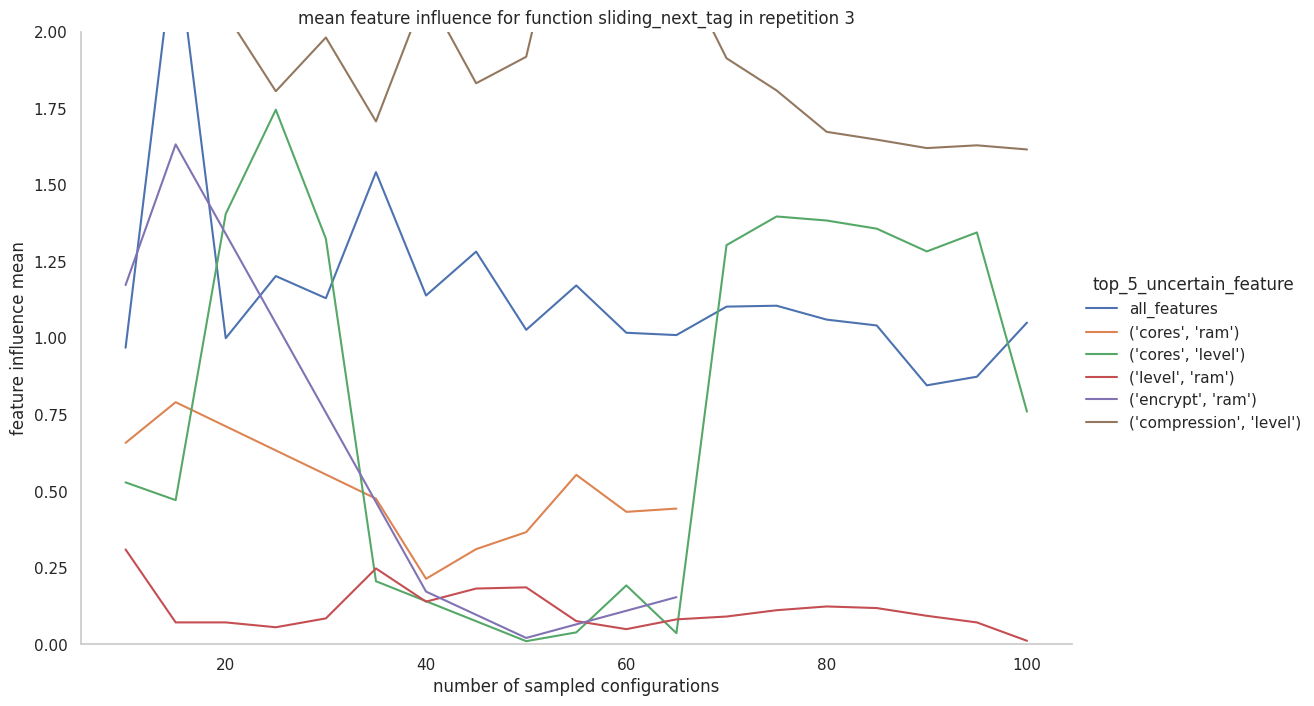 mean feature influence for function sliding_next_tag in repetition 3
2.00
1.75
1.50
1.25
1.00
0.75
0.50
0.25
0.00
feature influence mean
20 40 60 80 100
number of sampled configurations
top_5_uncertain_feature
all_features
('cores', 'ram')
('cores', 'level')
('level', 'ram')
('encrypt', 'ram')
('compression', 'level')